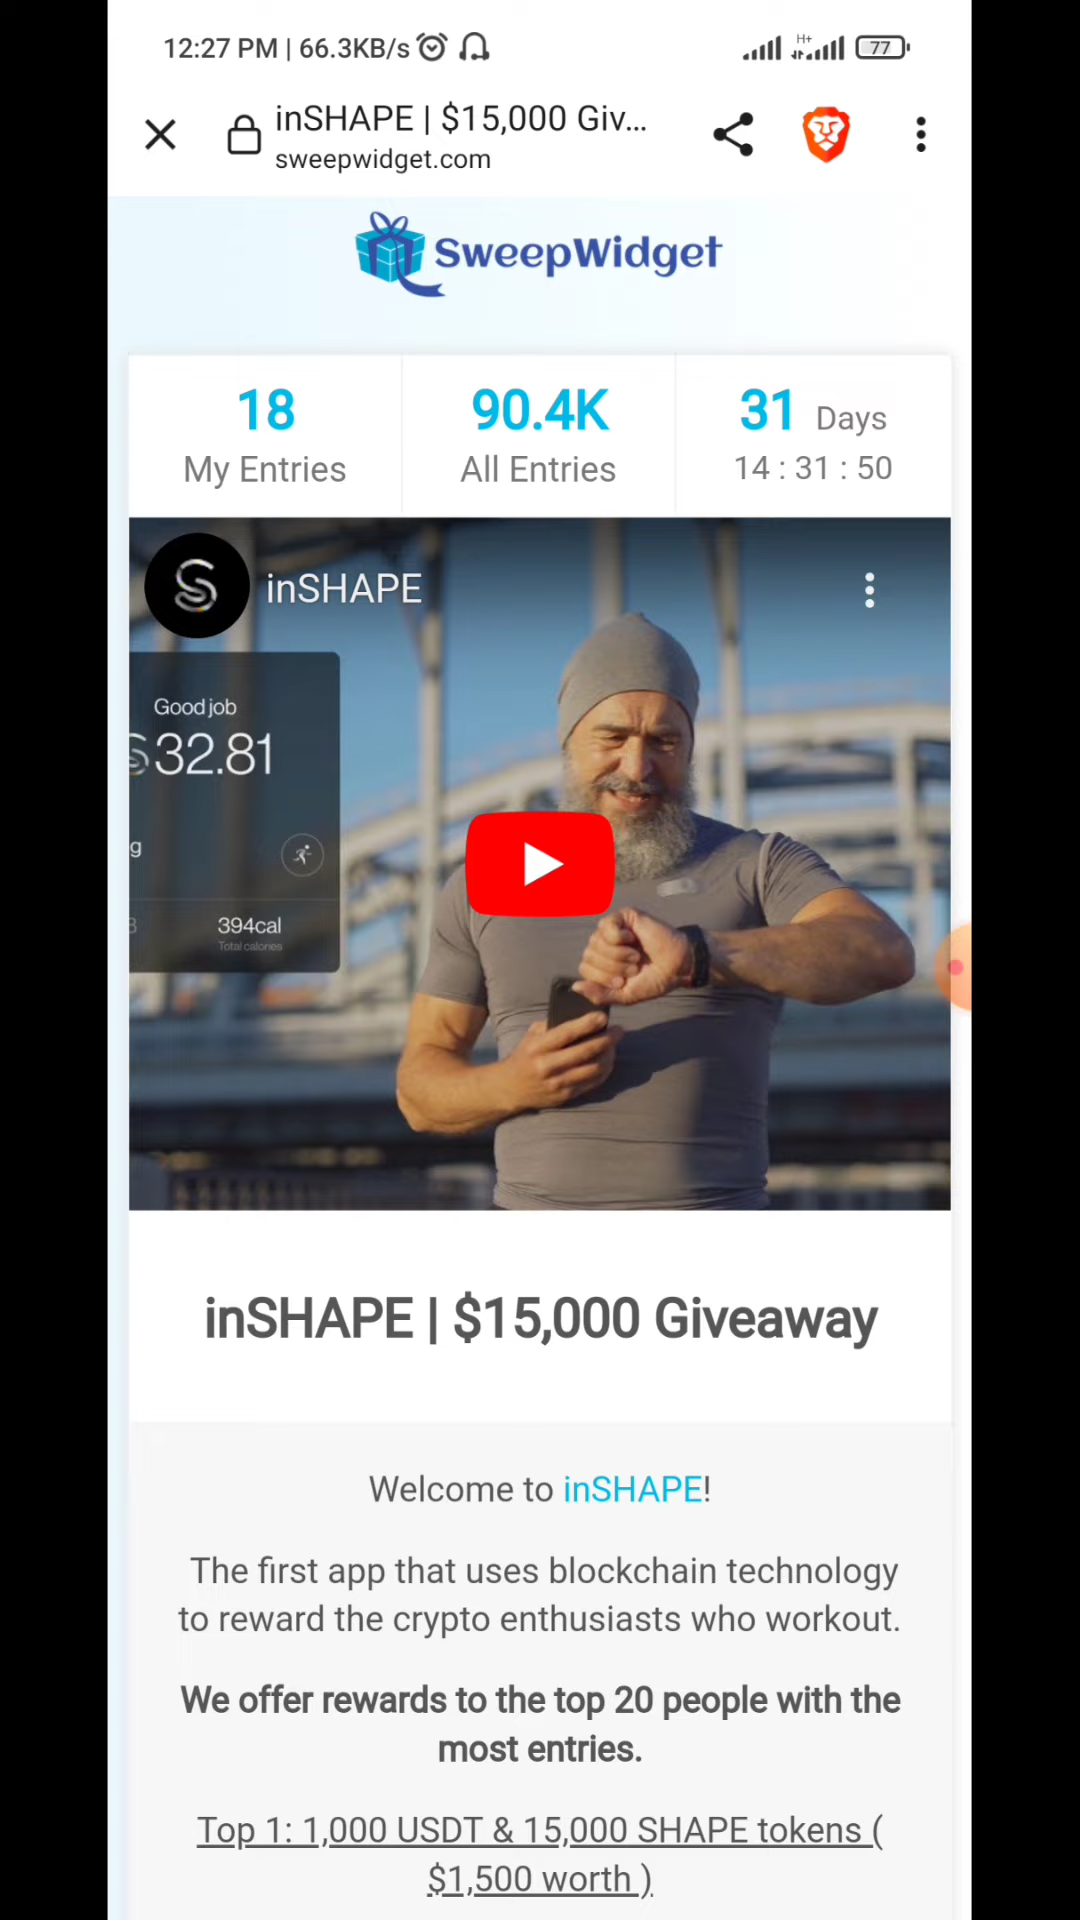 12:27 PM | 66.3KB/s
H+
77
inSHAPE | $15,000 Giv...
sweepwidget.com
SweepWidget
18
90.4K
31 Days
My Entries
All Entries
14 : 31 : 50
inSHAPE
Good job
S32.81
g
394cal
Total calories
inSHAPE | $15,000 Giveaway
Welcome to inSHAPE!
The first app that uses blockchain technology
to reward the crypto enthusiasts who workout.
We offer rewards to the top 20 people with the
most entries.
Top 1: 1,000 USDT & 15,000 SHAPE tokens (
$1,500 worth )